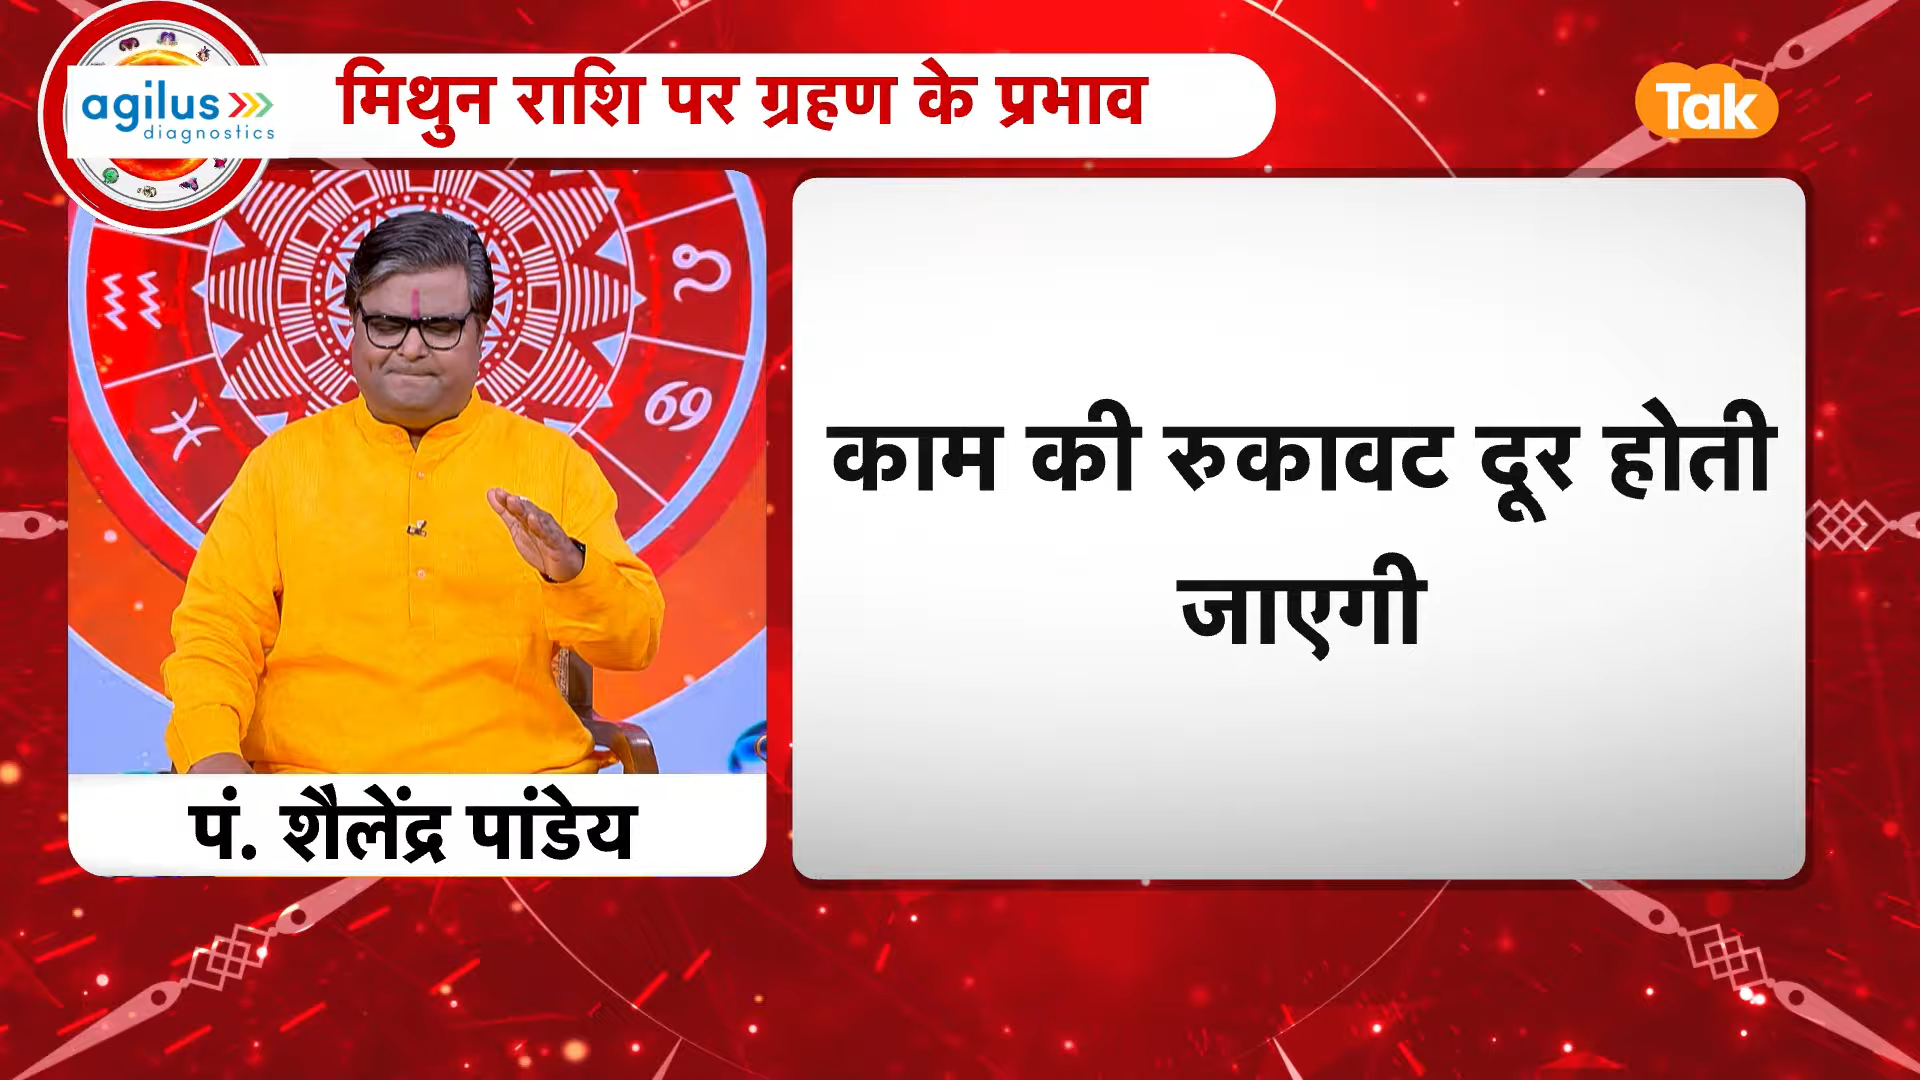 agilus
diagnostics
मिथुन राशि पर ग्रहण के प्रभाव
Tak
काम की रुकावट दूर होती
जाएगी
पं. शैलेंद्र पांडेय